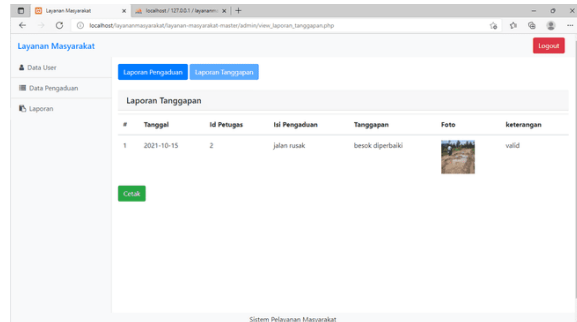 Layanan Masyarakat
localhost / 127.0.0.1 / layananm
localhost/layananmasyarakat/layanan-masyarakat-master/admin/view_laporan_tanggapan.php
Layanan Masyarakat
Logout
Data User
Data Pengaduan
Laporan
Laporan Pengaduan Laporan Tanggapan
Laporan Tanggapan
# Tanggal Id Petugas Isi Pengaduan Tanggapan Foto keterangan
1 2021-10-15 2 jalan rusak besok diperbaiki valid
Cetak
Sistem Pelayanan Masyarakat